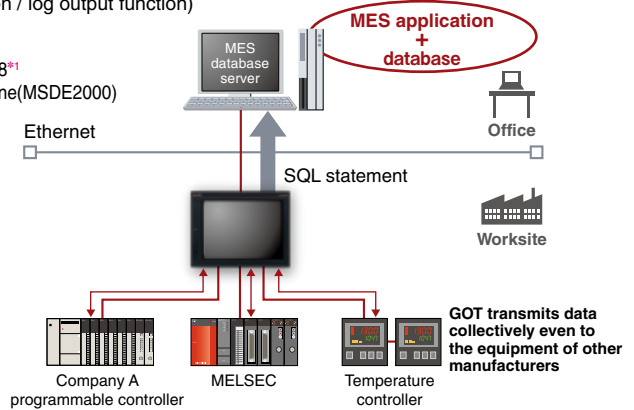 n / log output function)
MES application
+
database
MES
database
server
8*1
ne(MSDE2000)
Ethernet
Office
SQL statement
Worksite
GOT transmits data
collectively even to
the equipment of other
manufacturers
Company A
programmable controller
MELSEC
Temperature
controller